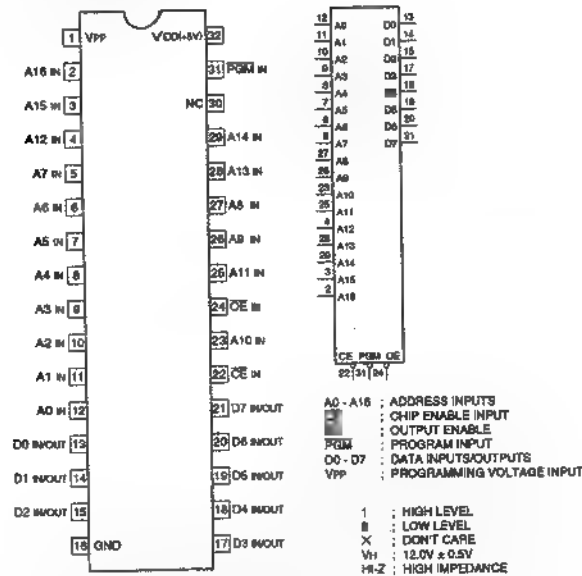 1 VPP
VDD(+5V) 32
A16 IN 2
31 PGM IN
A15 IN 3
NC 30
A12 IN 4
29 A14 IN
A7 IN 5
28 A13 IN
A6 IN 6
27 A8 IN
A5 IN 7
26 A9 IN
A4 IN 8
25 A11 IN
A3 IN 9
24 OE IN
A2 IN 10
23 A10 IN
A1 IN 11
22 CE IN
A0 IN 12
21 D7 IN/OUT
D0 IN/OUT 13
20 D6 IN/OUT
D1 IN/OUT 14
19 D5 IN/OUT
D2 IN/OUT 15
18 D4 IN/OUT
16 GND
17 D3 IN/OUT
12 A0 D0 13
11 A1 D1 14
10 A2 D2 15
9 A3 D3 17
8 A4 18
7 A5 D5 19
6 A6 D6 20
5 A7 D7 21
27 A8
26 A9
23 A10
25 A11
4 A12
28 A13
29 A14
3 A15
2 A16
CE PGM OE
22 31 24
A0 - A16 : ADDRESS INPUTS
: CHIP ENABLE INPUT
: OUTPUT ENABLE
PGM : PROGRAM INPUT
D0 - D7 : DATA INPUTS/OUTPUTS
VPP : PROGRAMMING VOLTAGE INPUT
1 : HIGH LEVEL
: LOW LEVEL
X : DON'T CARE
VH : 12.0V ± 0.5V
HI-Z : HIGH IMPEDANCE